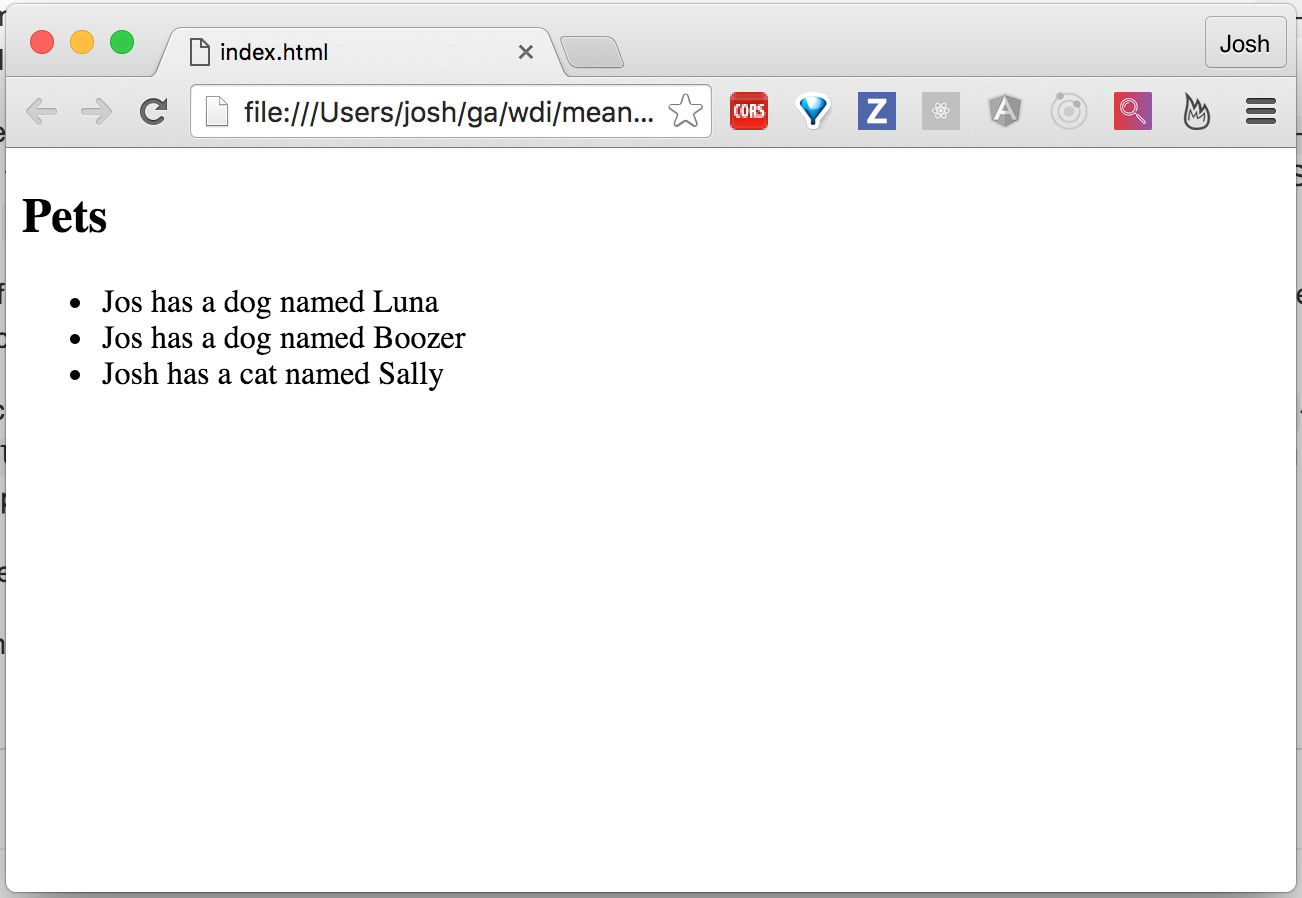 index.html
Josh
file:///Users/josh/ga/wdi/mean...
CORS
Z
Pets
Jos has a dog named Luna
Jos has a dog named Boozer
Josh has a cat named Sally